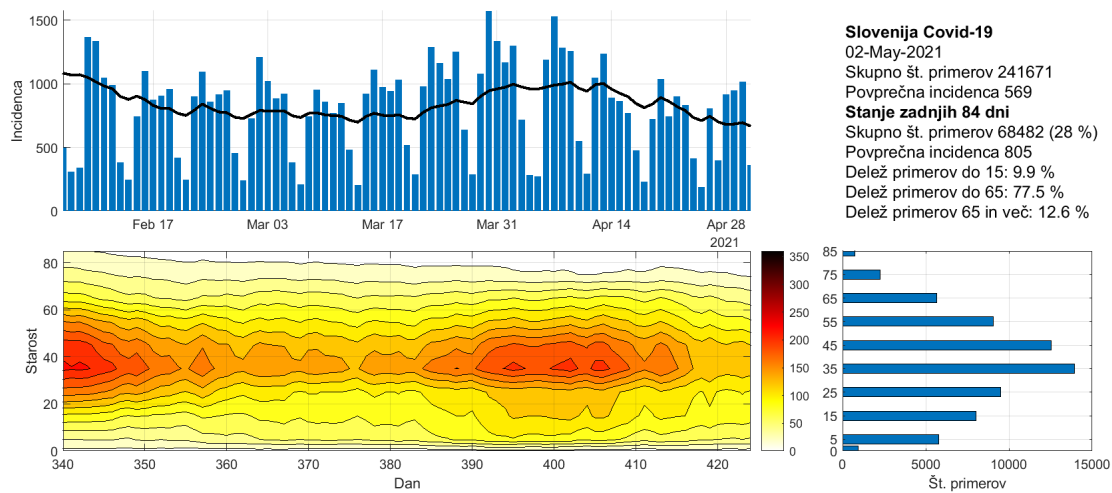 1500
1000
500
0
Incidenca
Feb 17
Mar 03
Mar 17
Mar 31
Apr 14
Apr 28
2021
Slovenija Covid-19
02-May-2021
Skupno št. primerov 241671
Povprečna incidenca 569
Stanje zadnjih 84 dni
Skupno št. primerov 68482 (28 %)
Povprečna incidenca 805
Delež primerov do 15: 9.9 %
Delež primerov do 65: 77.5 %
Delež primerov 65 in več: 12.6 %
80
60
40
20
0
Starost
340
350
360
370
380
390
400
410
420
Dan
350
300
250
200
150
100
50
0
85
75
65
55
45
35
25
15
5
0
0
5000
10000
15000
Št. primerov